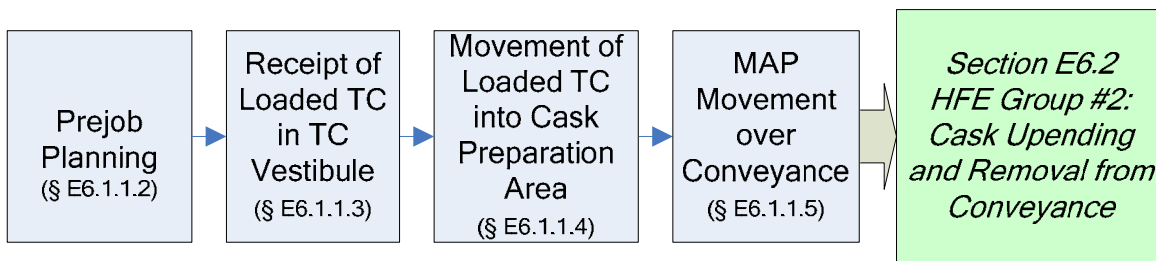 Prejob
Planning
(§ E6.1.1.2)
Receipt of
Loaded TC
in TC
Vestibule
(§ E6.1.1.3)
Movement of
Loaded TC
into Cask
Preparation
Area
(§ E6.1.1.4)
MAP
Movement
over
Conveyance
(§ E6.1.1.5)
Section E6.2
HFE Group #2:
Cask Upending
and Removal from
Conveyance